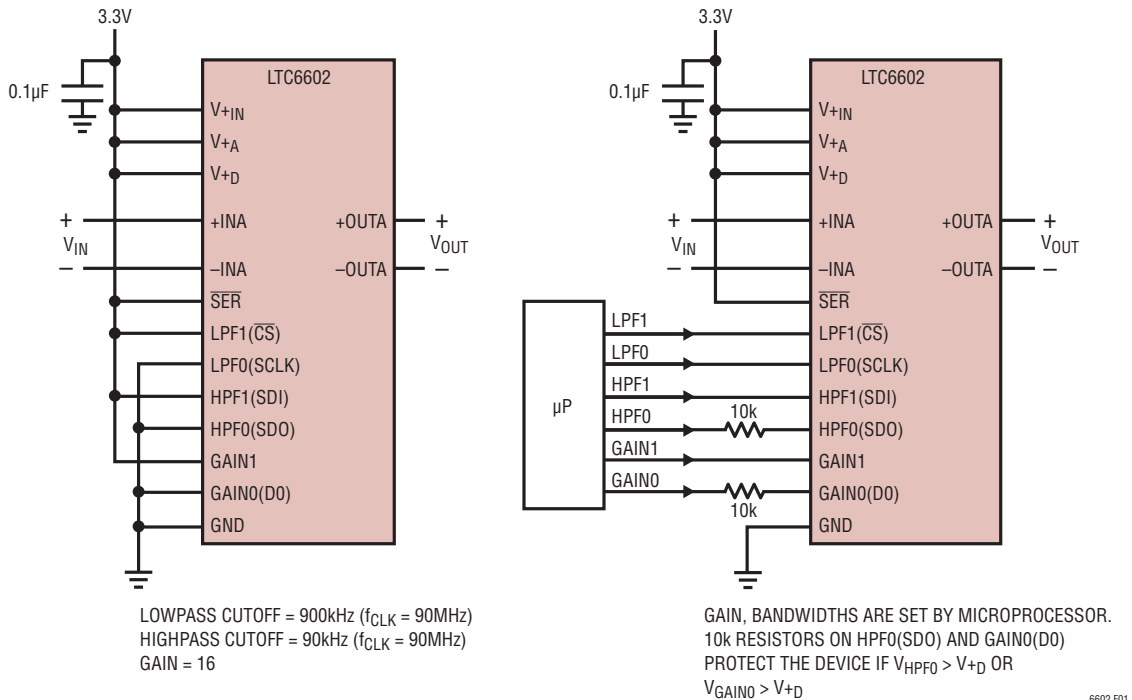 3.3V
0.1µF
LTC6602
V+IN
V+A
V+D
+
VIN
–
+INA
–INA
+OUTA
–OUTA
+
VOUT
–
SER
LPF1(CS)
LPF0(SCLK)
HPF1(SDI)
HPF0(SDO)
GAIN1
GAIN0(D0)
GND
LOWPASS CUTOFF = 900kHz (fCLK = 90MHz)
HIGHPASS CUTOFF = 90kHz (fCLK = 90MHz)
GAIN = 16
3.3V
0.1µF
LTC6602
V+IN
V+A
V+D
+
VIN
–
+INA
–INA
+OUTA
–OUTA
+
VOUT
–
SER
µP
LPF1
LPF0
HPF1
HPF0
GAIN1
GAIN0
10k
10k
LPF1(CS)
LPF0(SCLK)
HPF1(SDI)
HPF0(SDO)
GAIN1
GAIN0(D0)
GND
GAIN, BANDWIDTHS ARE SET BY MICROPROCESSOR.
10k RESISTORS ON HPF0(SDO) AND GAIN0(D0)
PROTECT THE DEVICE IF VHPF0 > V+D OR
VGAIN0 > V+D
6602 F01